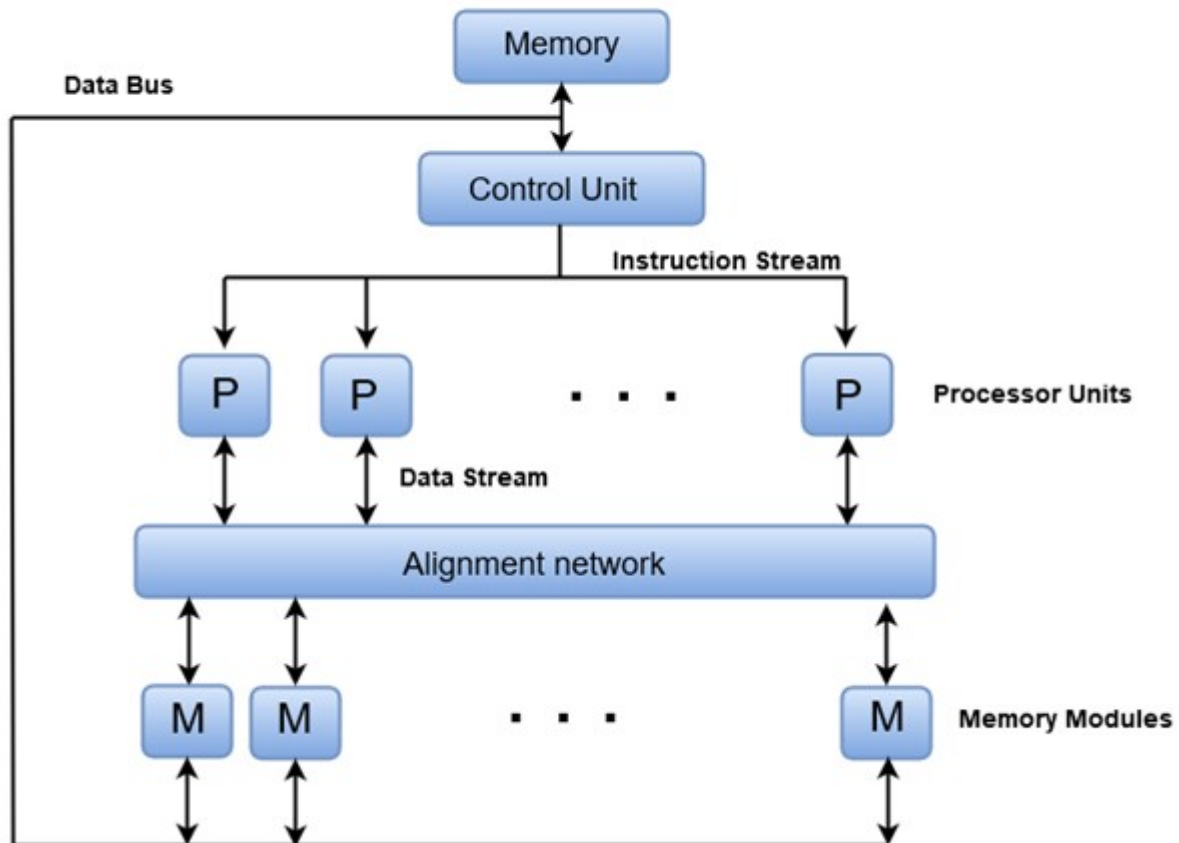 Memory
Data Bus
Control Unit
Instruction Stream
P P . . . P Processor Units
Data Stream
Alignment network
M M . . . M Memory Modules